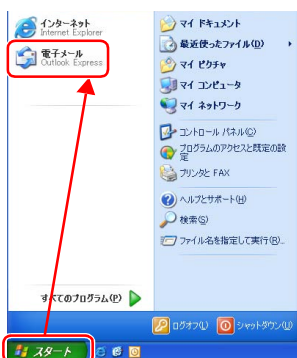 インターネット
Internet Explorer
電子メール
Outlook Express
すべてのプログラム(P)
マイ ドキュメント
最近使ったファイル(D)
マイ ピクチャ
マイ コンピュータ
マイ ネットワーク
コントロール パネル(C)
プログラムのアクセスと既定の設
定
プリンタと FAX
ヘルプとサポート(H)
検索(S)
ファイル名を指定して実行(R)...
ログオフ(L)
シャットダウン(U)
スタート